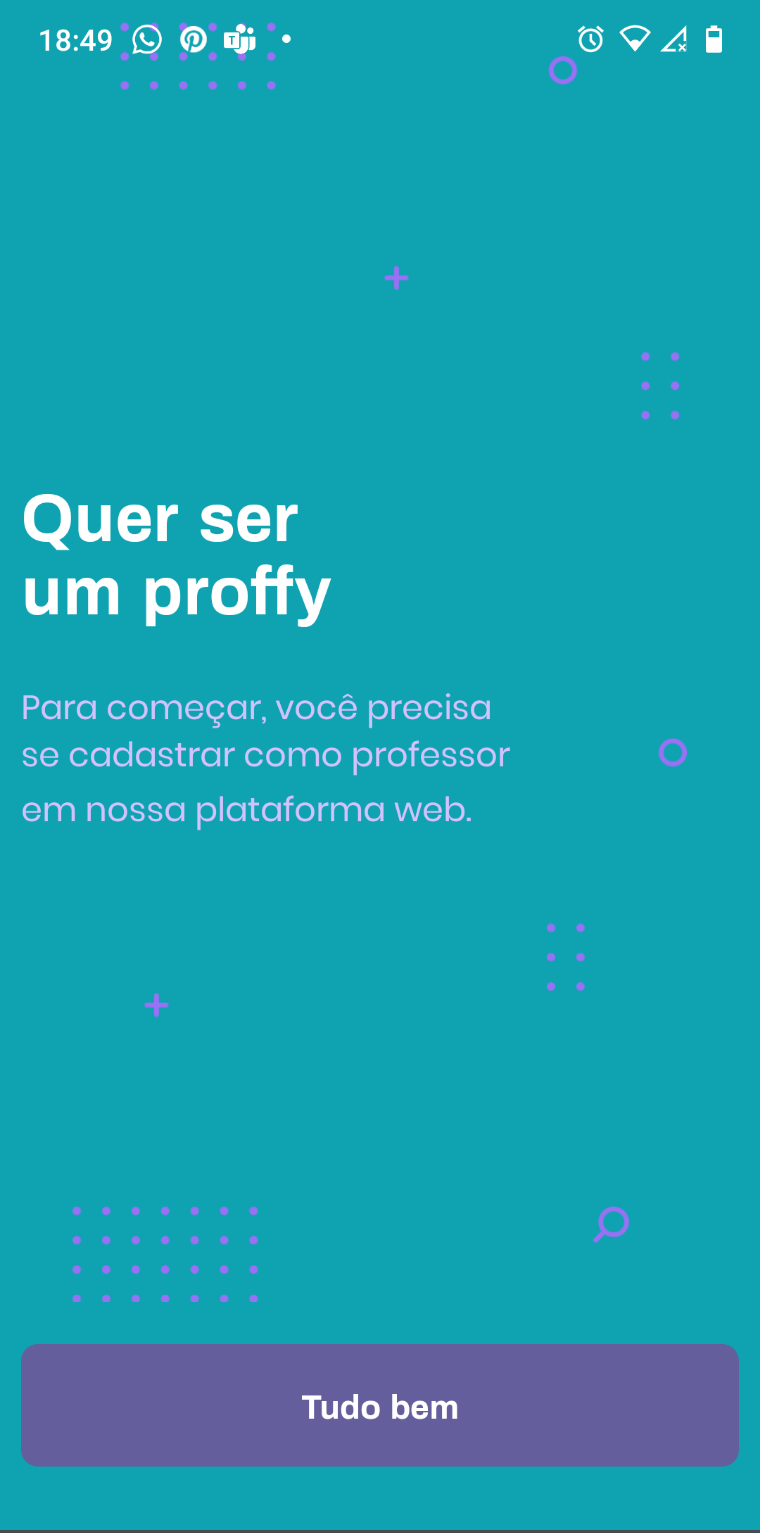 18:49
Quer ser
um proffy
Para começar, você precisa
se cadastrar como professor
em nossa plataforma web.
Tudo bem